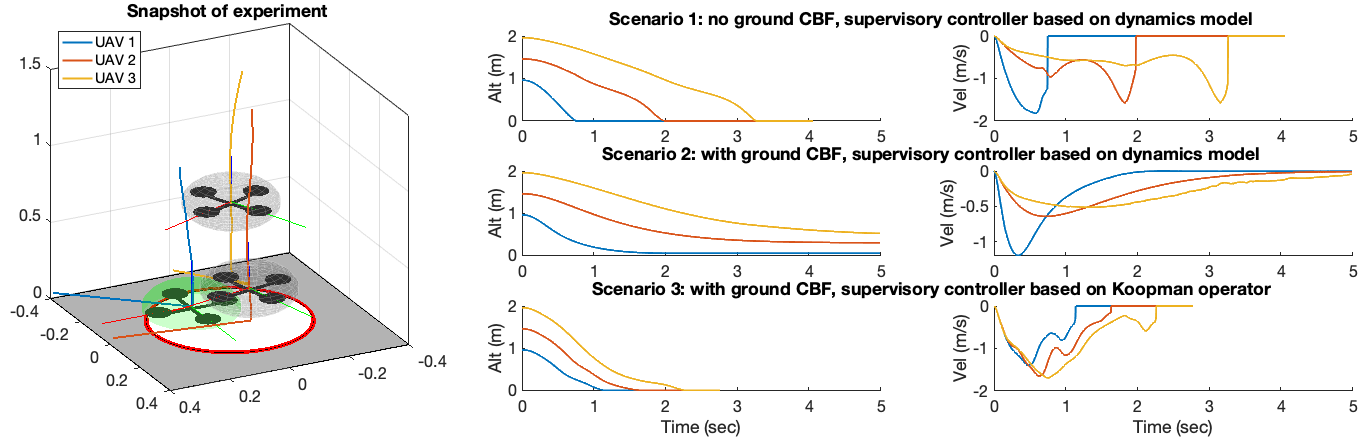 Snapshot of experiment
UAV 1
UAV 2
UAV 3
1.5
1
0.5
0
-0.4
-0.2
0
0.2
0.4
0.4
0.2
0
-0.2
-0.4
Scenario 1: no ground CBF, supervisory controller based on dynamics model
Alt (m)
2
1
0
0 1 2 3 4 5
Vel (m/s)
0
-1
-2
0 1 2 3 4 5
Scenario 2: with ground CBF, supervisory controller based on dynamics model
Alt (m)
2
1
0
0 1 2 3 4 5
Vel (m/s)
0
-0.5
-1
0 1 2 3 4 5
Scenario 3: with ground CBF, supervisory controller based on Koopman operator
Alt (m)
2
1
0
0 1 2 3 4 5
Time (sec)
Vel (m/s)
0
-1
-2
0 1 2 3 4 5
Time (sec)